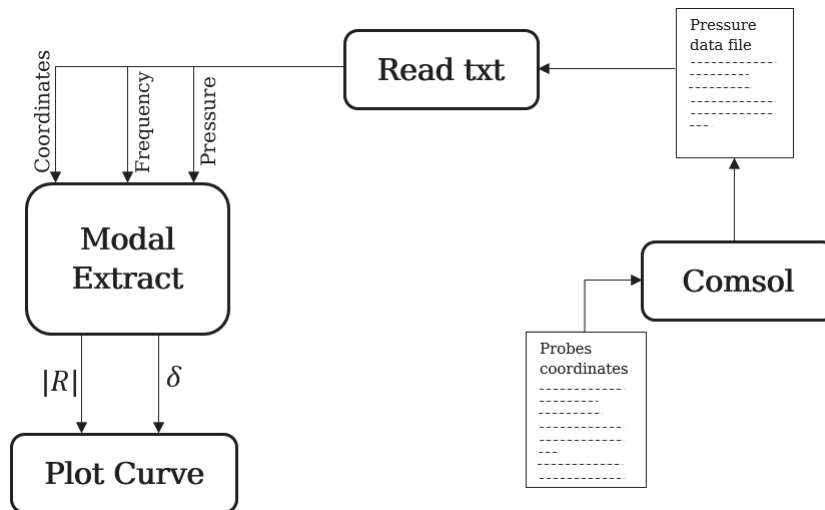 Pressure
data file
Read txt
Coordinates
Frequency
Pressure
Modal
Extract
Comsol
Probes
coordinates
|R|
δ
Plot Curve